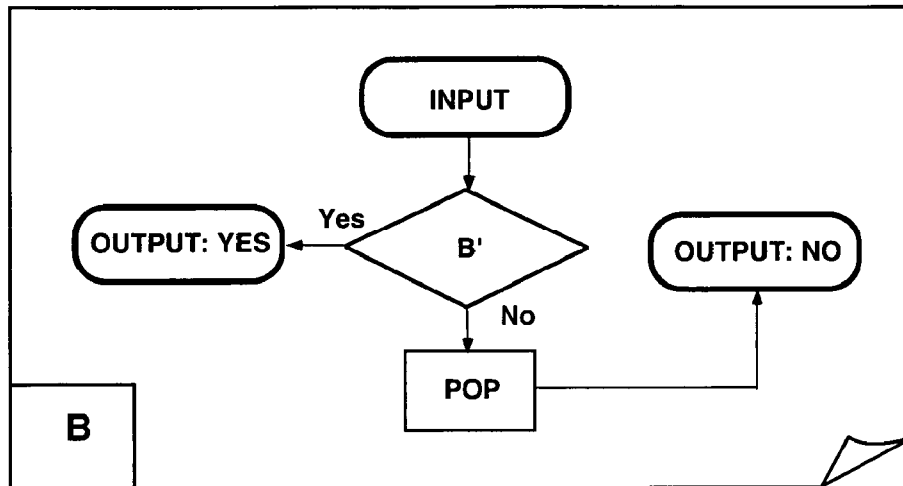 INPUT
Yes
OUTPUT: YES
B'
OUTPUT: NO
No
POP
B